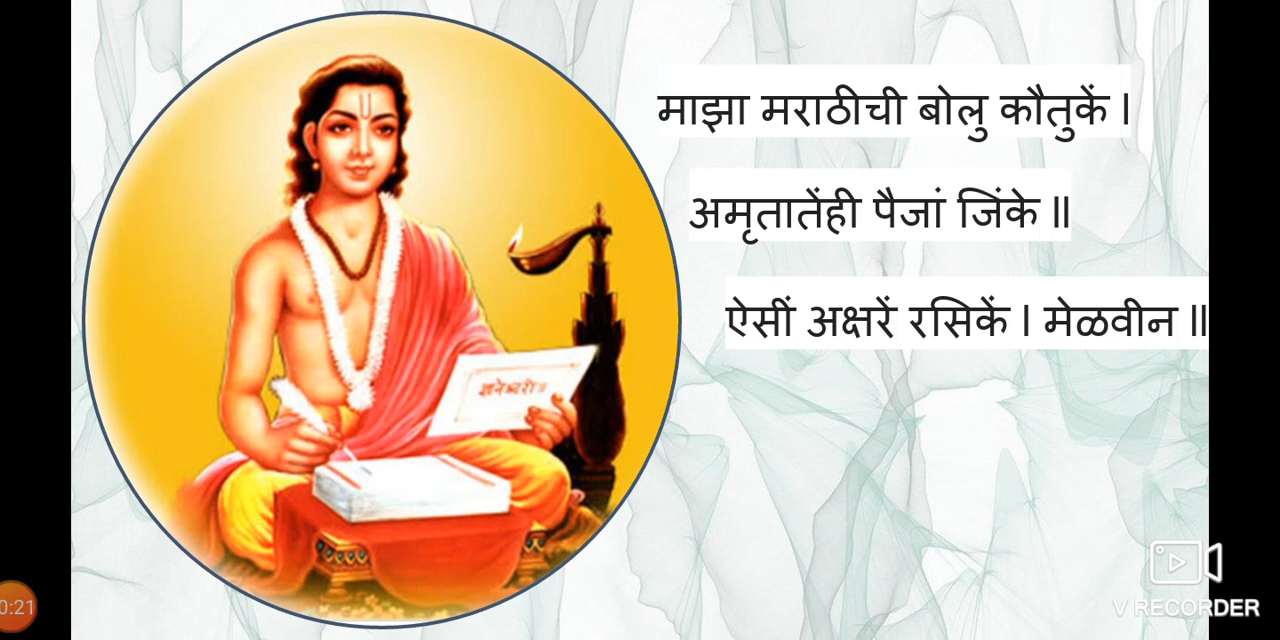 माझा मराठीची बोलु कौतुकें ।
अमृतातेंही पैजां जिंके ॥
ऐसीं अक्षरें रसिकें । मेळवीन ॥
ज्ञानेश्वरी॥
0:21
V RECORDER